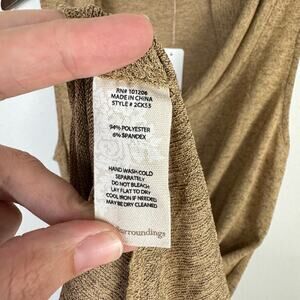 RN# 101206
MADE IN CHINA
STYLE # 2CK53
94% POLYESTER
6% SPANDEX
HAND WASH COLD
SEPARATELY
DO NOT BLEACH
LAY FLAT TO DRY
COOL IRON IF NEEDED
MAY BE DRY CLEANED
surroundings